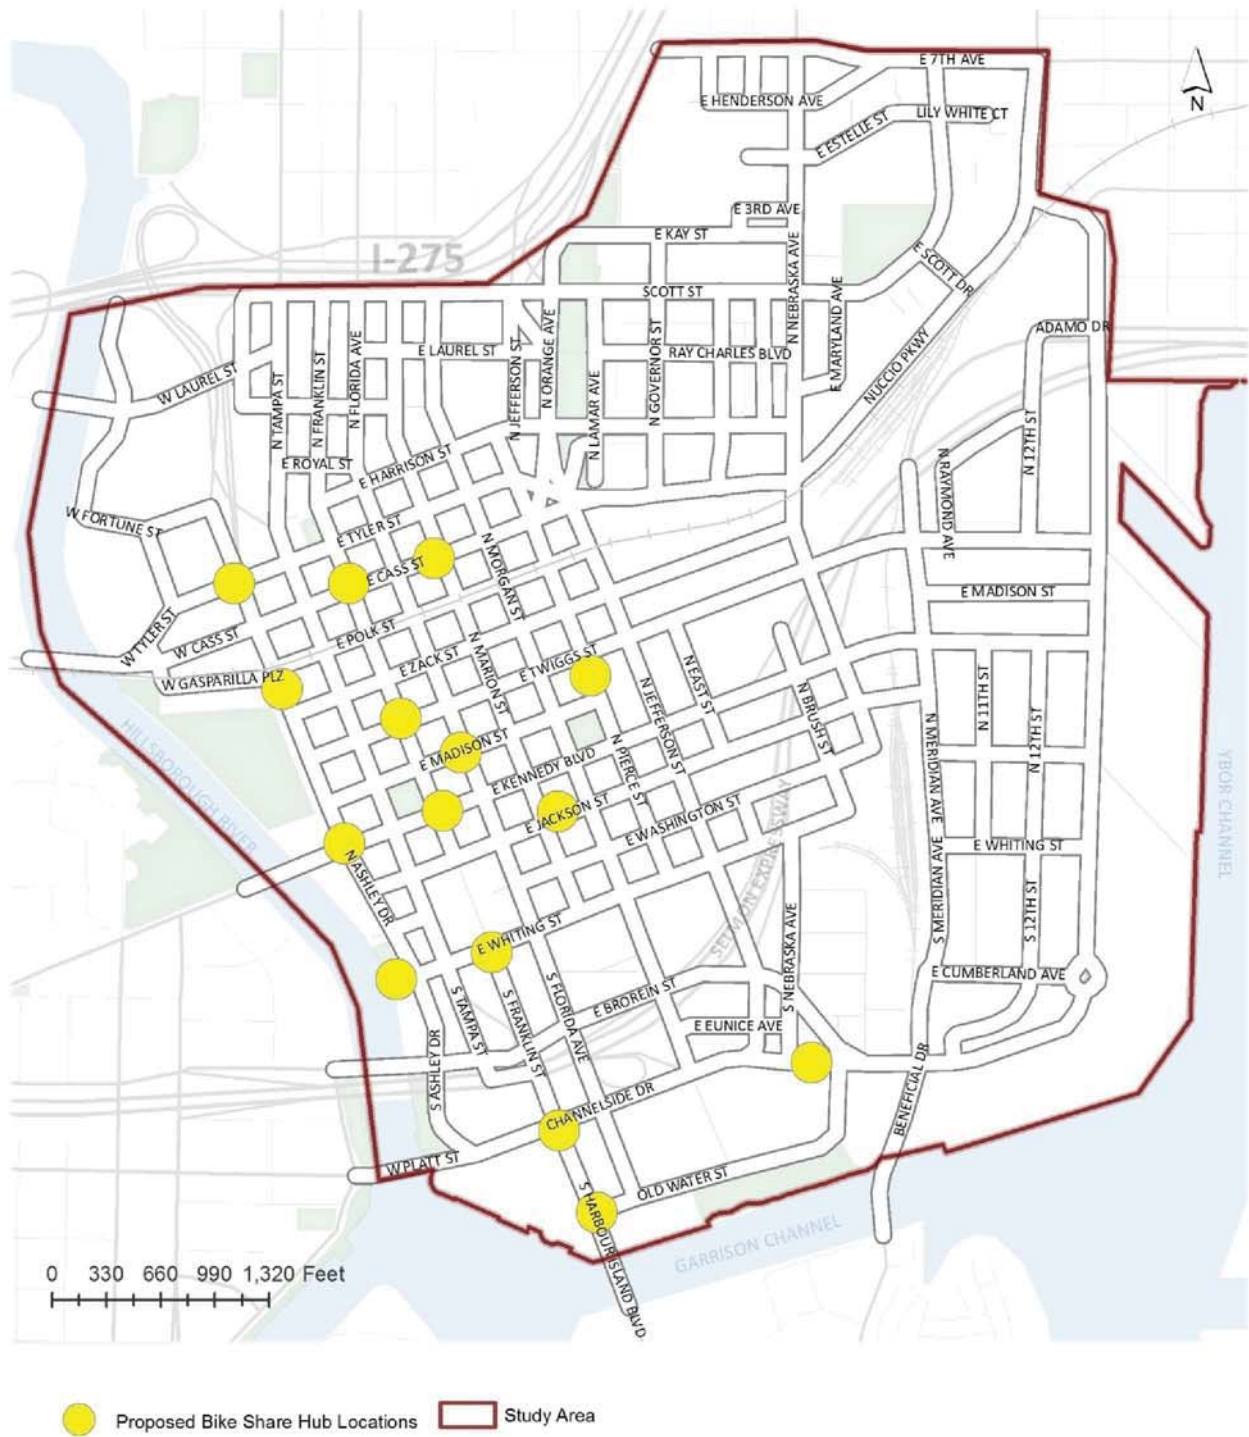 E 7TH AVE
N
E HENDERSON AVE
LILY WHITE CT
E ESTELLE ST
E 3RD AVE
E KAY ST
I-275
N NEBRASKA AVE
E SCOTT DR
SCOTT ST
E MARYLAND AVE
ADAMO DR
N FLORIDA AVE
N ORANGE AVE
N GOVERNOR ST
E LAUREL ST
RAY CHARLES BLVD
NUCCIO PKWY
W LAUREL ST
N TAMPA ST
N FRANKLIN ST
N JEFFERSON ST
N LAMAR AVE
N 12TH ST
E ROYAL ST
E HARRISON ST
N RAYMOND AVE
W FORTUNE ST
E TYLER ST
N MORGAN ST
E CASS ST
E MADISON ST
W TYLER ST
W CASS ST
E POLK ST
E ZACK ST
N MARION ST
E TWIGGS ST
W GASPARILLA PLZ
N JEFFERSON ST
N EAST ST
N BRUSH ST
N 11TH ST
N 12TH ST
N MERIDIAN AVE
HILLSBOROUGH RIVER
E MADISON ST
E KENNEDY BLVD
N PIERCE ST
YBOR CHANNEL
E JACKSON ST
E WASHINGTON ST
E WHITING ST
N ASHLEY DR
SELMON EXPRESSWAY
S MERIDIAN AVE
S 12TH ST
E WHITING ST
S NEBRASKA AVE
E CUMBERLAND AVE
S TAMPA ST
S FRANKLIN ST
S FLORIDA AVE
E BROREIN ST
E EUNICE AVE
S ASHLEY DR
BENEFICIAL DR
CHANNELSIDE DR
W PLATT ST
OLD WATER ST
S HARBOUR ISLAND BLVD
GARRISON CHANNEL
0 330 660 990 1,320 Feet
Proposed Bike Share Hub Locations
Study Area